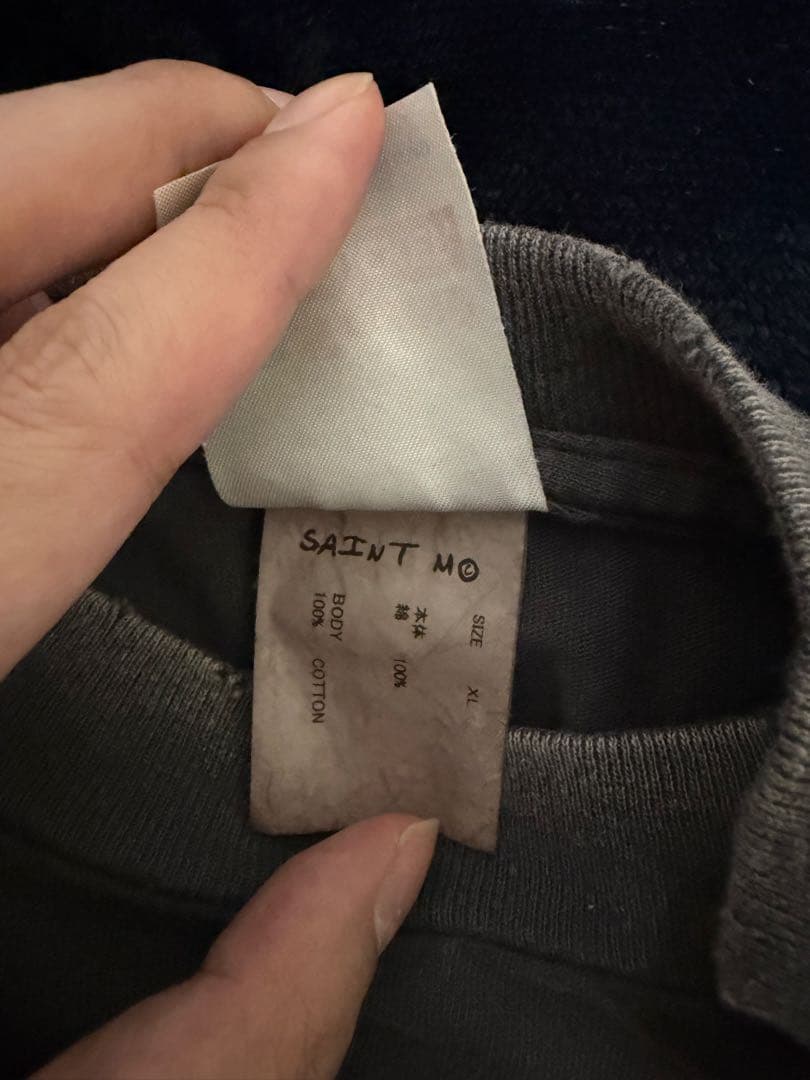 SAINT M☺
SIZE XL
本体
綿 100%
BODY
100% COTTON